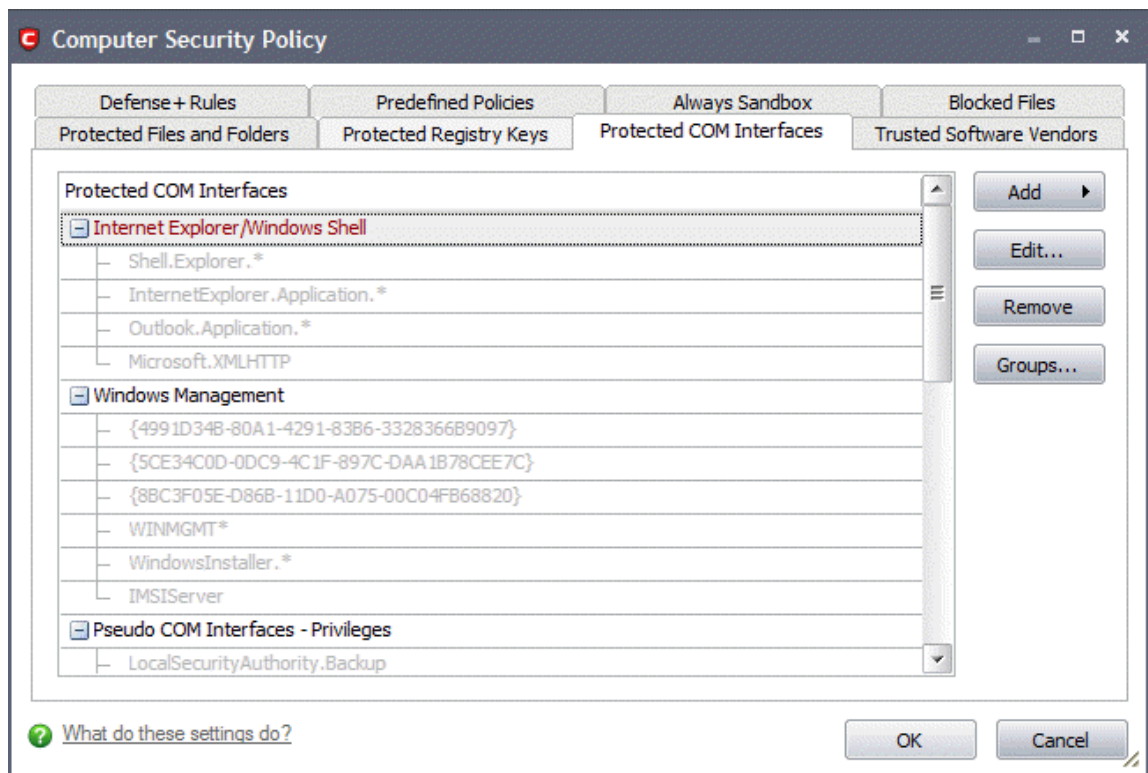 Computer Security Policy
Defense+ Rules
Predefined Policies
Always Sandbox
Blocked Files
Protected Files and Folders
Protected Registry Keys
Protected COM Interfaces
Trusted Software Vendors
Protected COM Interfaces
Internet Explorer/Windows Shell
Shell.Explorer.*
InternetExplorer.Application.*
Outlook.Application.*
Microsoft.XMLHTTP
Windows Management
{4991D34B-80A1-4291-83B6-3328366B9097}
{5CE34C0D-0DC9-4C1F-897C-DAA1B78CEE7C}
{8BC3F05E-D86B-11D0-A075-00C04FB68820}
WINMGMT*
WindowsInstaller.*
IMSIServer
Pseudo COM Interfaces - Privileges
LocalSecurityAuthority.Backup
Add
Edit...
Remove
Groups...
What do these settings do?
OK
Cancel